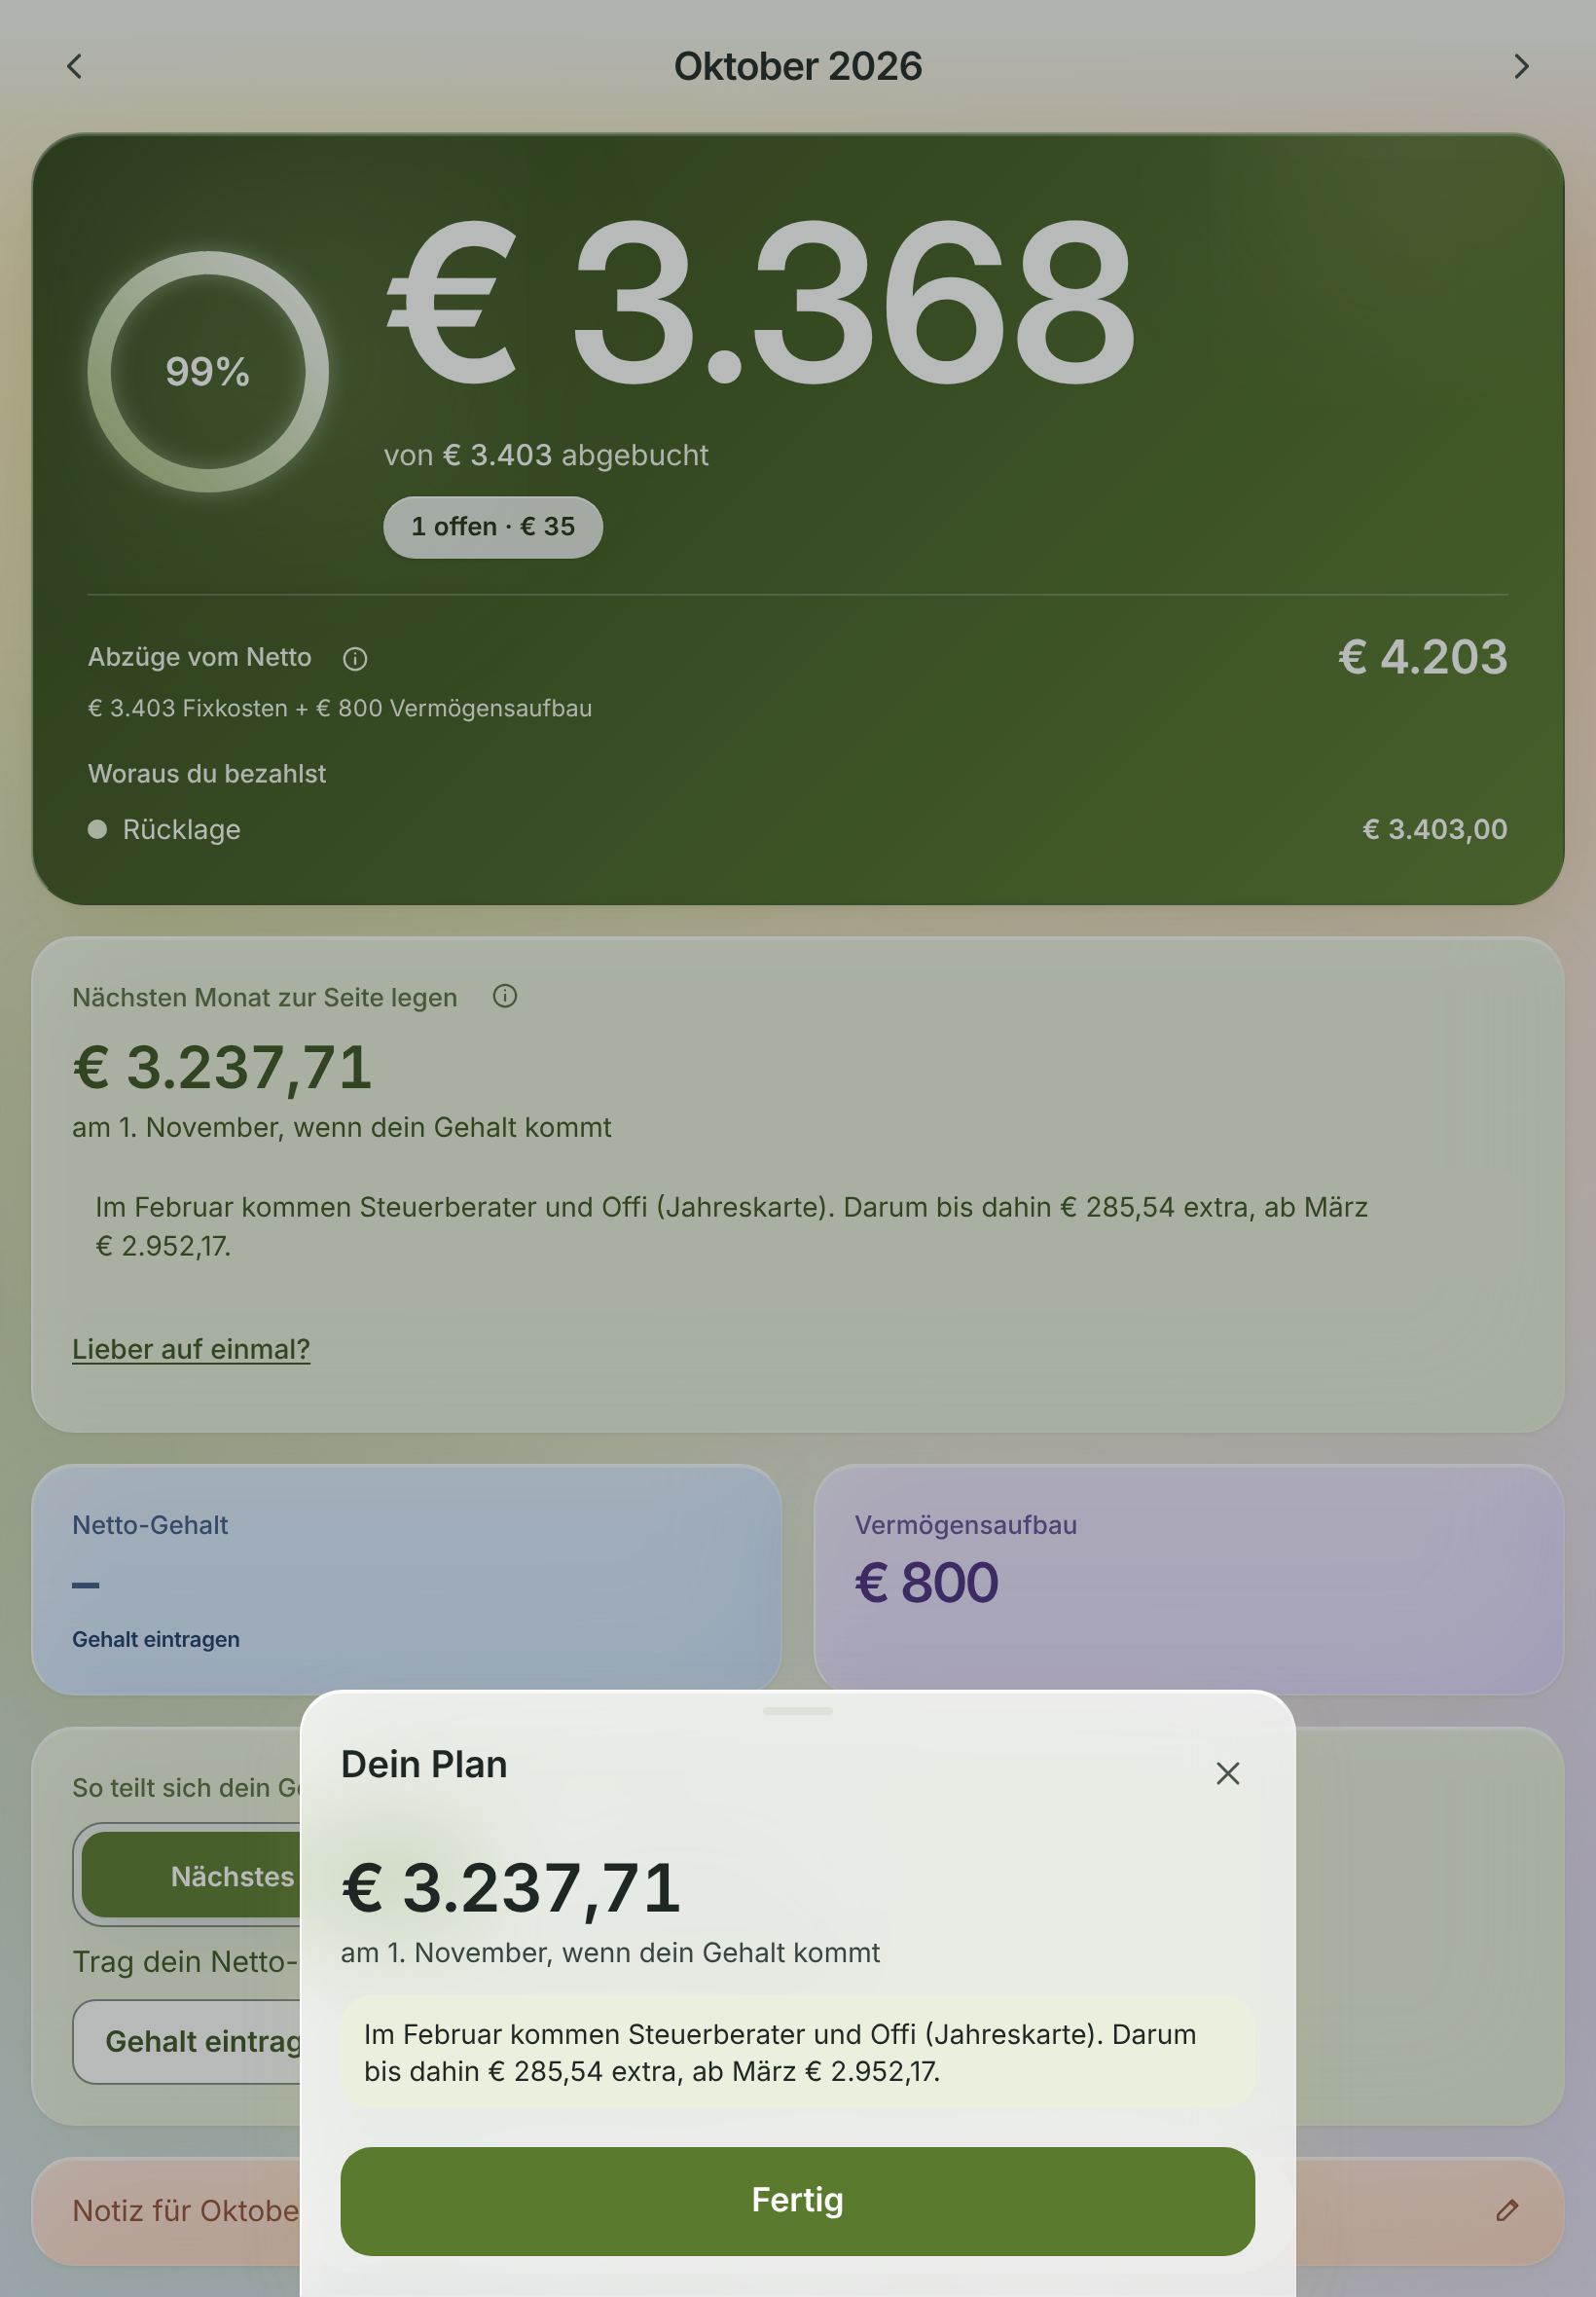 Oktober 2026
€ 3.368
99%
von € 3.403 abgebucht
1 offen · € 35
Abzüge vom Netto
€ 4.203
€ 3.403 Fixkosten + € 800 Vermögensaufbau
Woraus du bezahlst
Rücklage
€ 3.403,00
Nächsten Monat zur Seite legen
€ 3.237,71
am 1. November, wenn dein Gehalt kommt
Im Februar kommen Steuerberater und Offi (Jahreskarte). Darum bis dahin € 285,54 extra, ab März
€ 2.952,17.
Lieber auf einmal?
Netto-Gehalt
–
Gehalt eintragen
Vermögensaufbau
€ 800
So teilt sich dein
Nächstes
Trag dein Netto-
Gehalt eintrag
Notiz für Oktobe
Dein Plan
€ 3.237,71
am 1. November, wenn dein Gehalt kommt
Im Februar kommen Steuerberater und Offi (Jahreskarte). Darum
bis dahin € 285,54 extra, ab März € 2.952,17.
Fertig